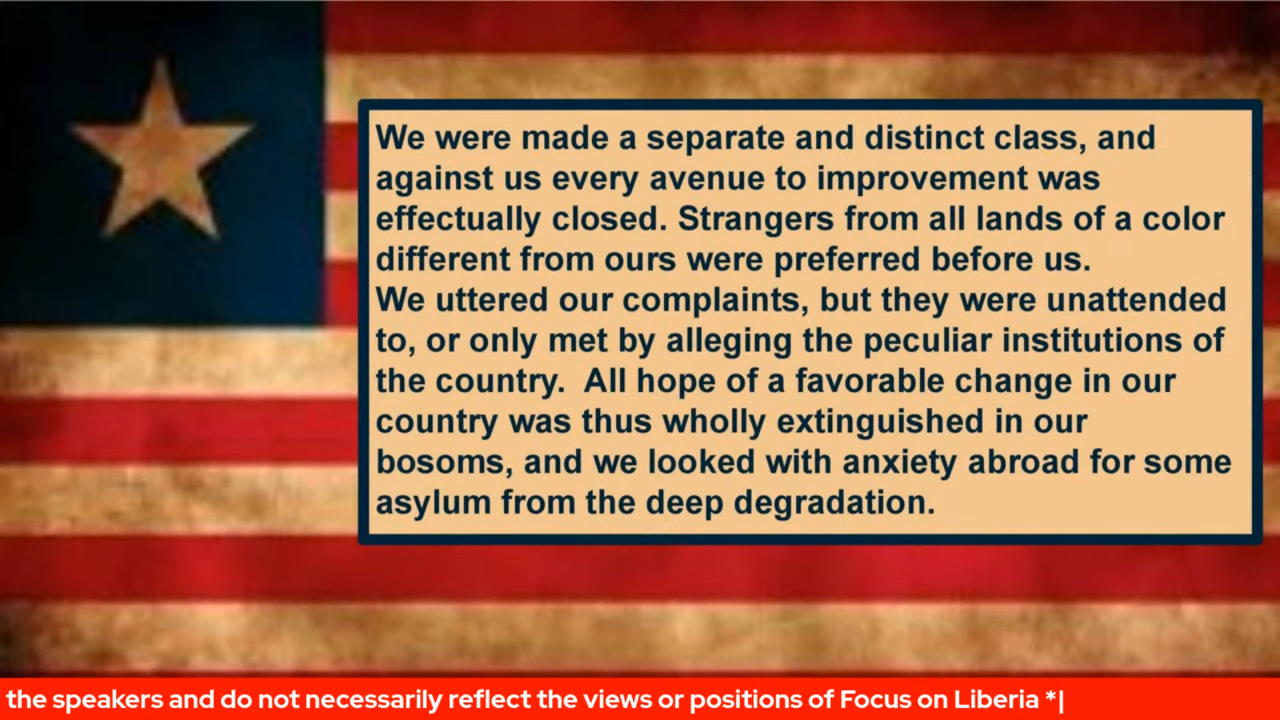 We were made a separate and distinct class, and
against us every avenue to improvement was
effectually closed. Strangers from all lands of a color
different from ours were preferred before us.
We uttered our complaints, but they were unattended
to, or only met by alleging the peculiar institutions of
the country.  All hope of a favorable change in our
country was thus wholly extinguished in our
bosoms, and we looked with anxiety abroad for some
asylum from the deep degradation.
the speakers and do not necessarily reflect the views or positions of Focus on Liberia *|